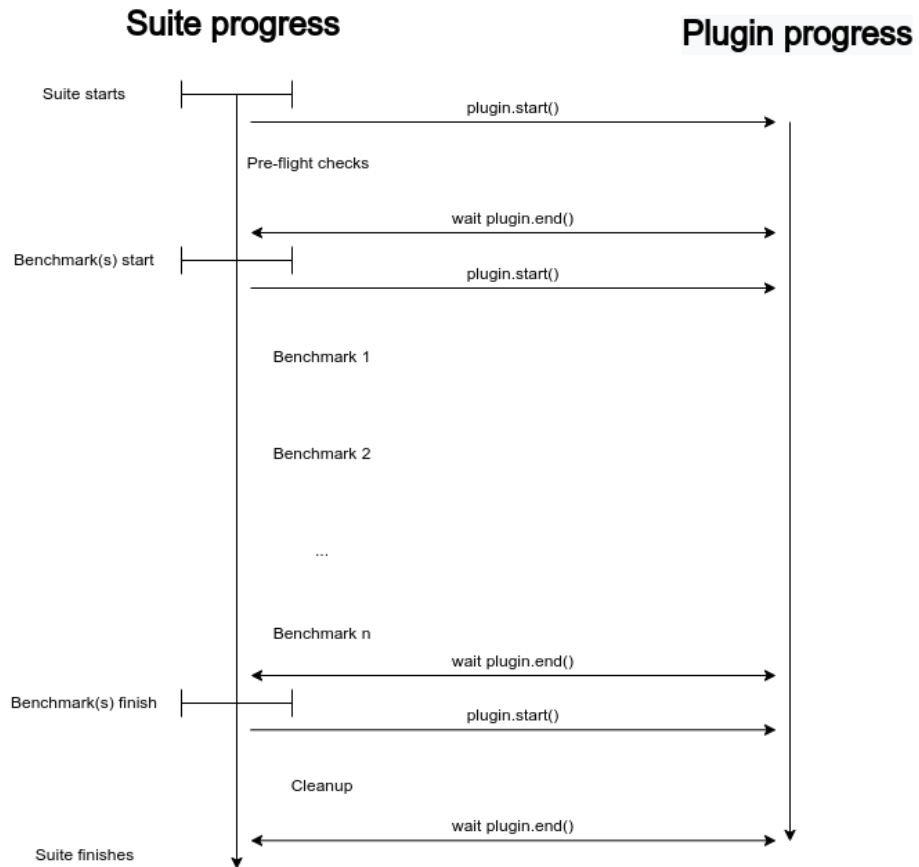 Suite progress
Plugin progress
Suite starts
plugin.start()
Pre-flight checks
wait plugin.end()
Benchmark(s) start
plugin.start()
Benchmark 1
Benchmark 2
...
Benchmark n
wait plugin.end()
Benchmark(s) finish
plugin.start()
Cleanup
wait plugin.end()
Suite finishes